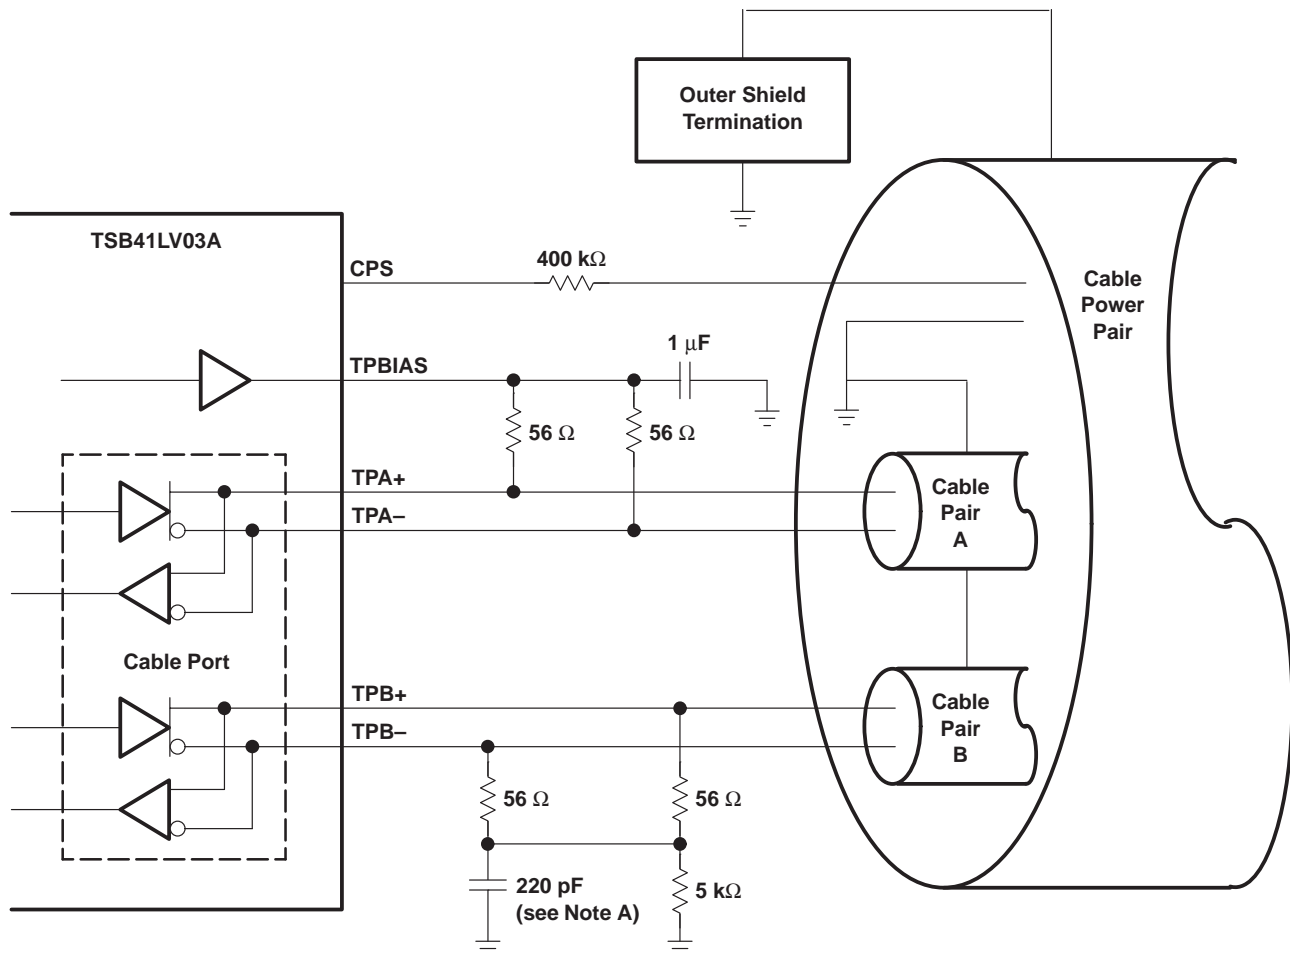 Outer Shield
Termination
TSB41LV03A
CPS
400 kΩ
Cable
Power
Pair
TPBIAS
1 μF
56 Ω
56 Ω
TPA+
TPA–
Cable
Pair
A
Cable Port
TPB+
TPB–
Cable
Pair
B
56 Ω
56 Ω
220 pF
(see Note A)
5 kΩ